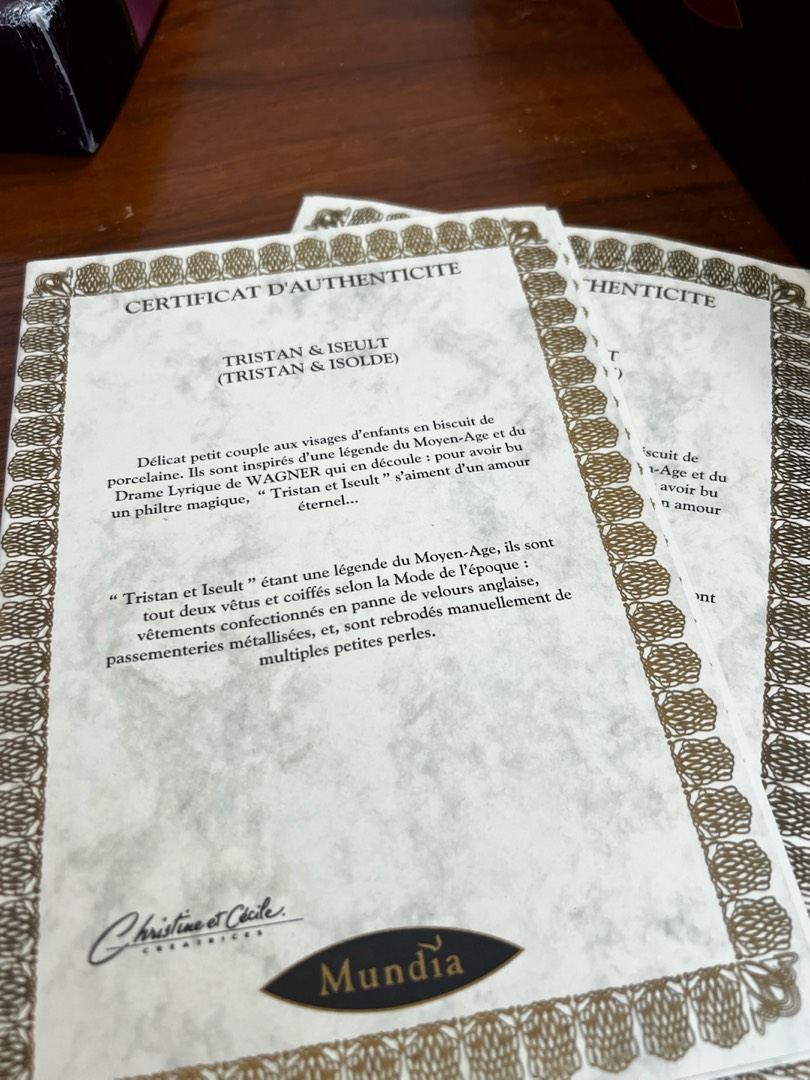 CERTIFICAT D'AUTHENTICITE
TRISTAN & ISEULT
(TRISTAN & ISOLDE)
Délicat petit couple aux visages d'enfants en biscuit de
porcelaine. Ils sont inspirés d'une légende du Moyen-Age et du
Drame Lyrique de WAGNER qui en découle : pour avoir bu
un philtre magique, “ Tristan et Iseult ” s'aiment d'un amour
éternel...
“ Tristan et Iseult ” étant une légende du Moyen-Age, ils sont
tout deux vêtus et coiffés selon la Mode de l'époque :
vêtements confectionnés en panne de velours anglaise,
passementeries métallisées, et, sont rebrodés manuellement de
multiples petites perles.
Christine et Cécile.
CREATRICES
Mundia
HENTICITE
T
)
iscuit de
n-Age et du
avoir bu
n amour
ont